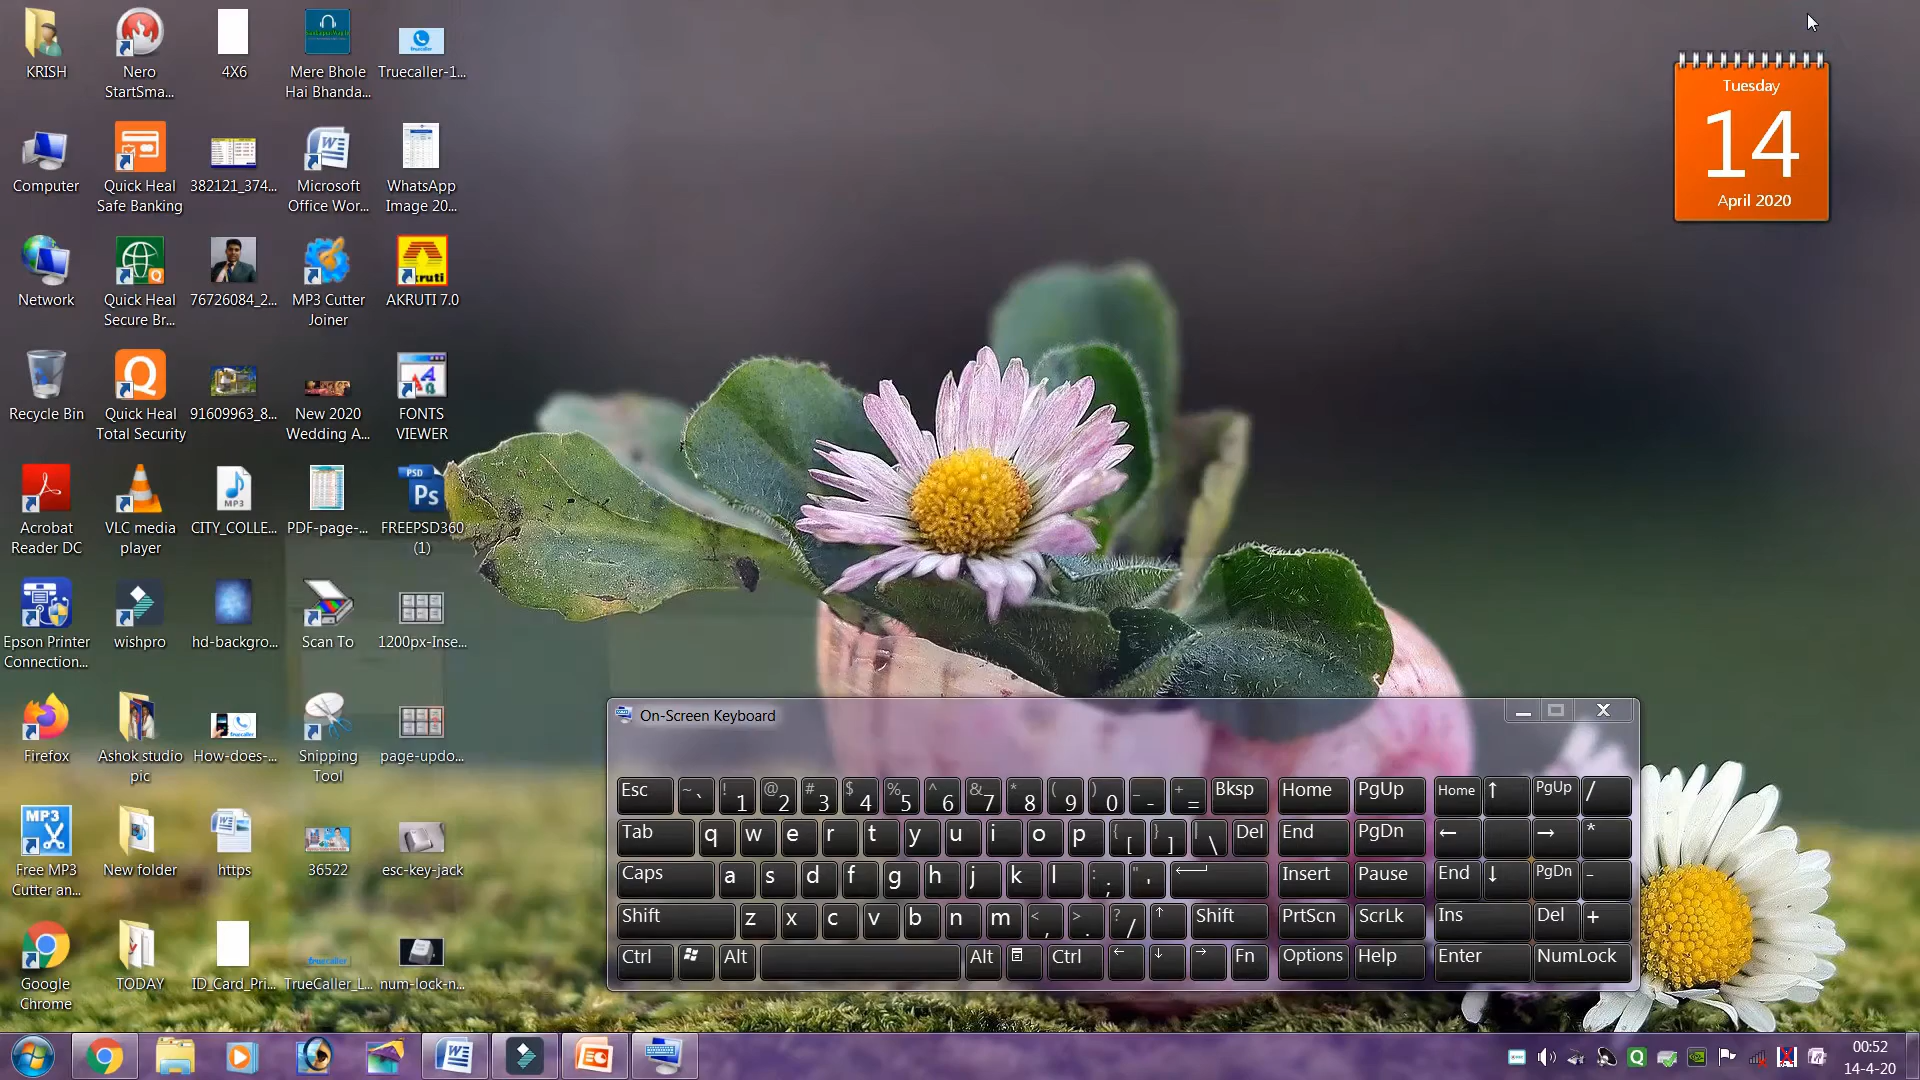 KRISH
Nero
StartSma...
4X6
Mere Bhole
Hai Bhanda...
Truecaller-1...
Computer
Quick Heal
Safe Banking
382121_374...
Microsoft
Office Wor...
WhatsApp
Image 20...
Network
Quick Heal
Secure Br...
76726084_2...
MP3 Cutter
Joiner
AKRUTI 7.0
Recycle Bin
Quick Heal
Total Security
91609963_8...
New 2020
Wedding A...
FONTS
VIEWER
Acrobat
Reader DC
VLC media
player
MP3
CITY_COLLE...
PDF-page-...
PSD
Ps
FREEPSD360
(1)
Epson Printer
Connection...
wishpro
hd-backgro...
Scan To
1200px-Inse...
Firefox
Ashok studio
pic
How-does-...
Snipping
Tool
page-updo...
MP3
Free MP3
Cutter an...
New folder
https
36522
esc-key-jack
Google
Chrome
TODAY
ID_Card_Pri...
TrueCaller_L...
num-lock-n...
Tuesday
14
April 2020
On-Screen Keyboard
Esc ~ ` ! 1 @ 2 # 3 $ 4 % 5 ^ 6 & 7 * 8 ( 9 ) 0 _ - + = Bksp Home PgUp Home ↑ PgUp /
Tab q w e r t y u i o p { [ } ] | \ Del End PgDn ← → *
Caps a s d f g h j k l : ; " ' ↵ Insert Pause End ↓ PgDn -
Shift z x c v b n m < , > . ? / ↑ Shift PrtScn ScrLk Ins Del +
Ctrl Alt Alt Ctrl ← ↓ → Fn Options Help Enter NumLock
00:52
14-4-20